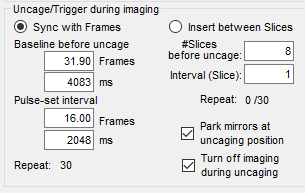 Uncage/Trigger during imaging
Sync with Frames
Insert between Slices
Baseline before uncage
31.90 Frames
4083 ms
Pulse-set interval
16.00 Frames
2048 ms
Repeat: 30
#Slices
before uncage: 8
Interval (Slice): 1
Repeat: 0 /30
Park mirrors at
uncaging position
Turn off imaging
during uncaging